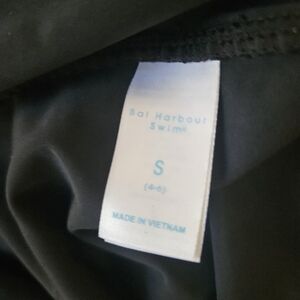 Bal Harbour
Swim
S
(4-6)
MADE IN VIETNAM